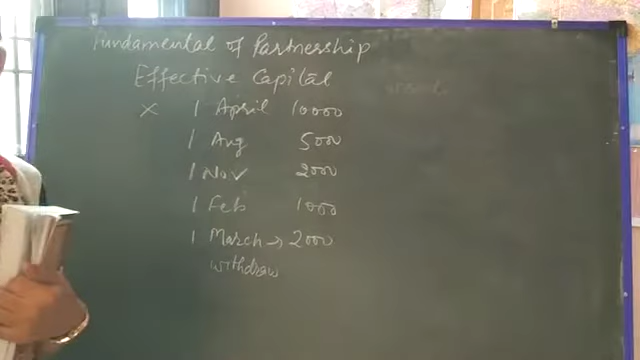 Fundamental of Partnership
Effective Capital
X 1 April 10000
1 Aug 5000
1 Nov 2000
1 Feb 1000
1 March → 2000
withdraw